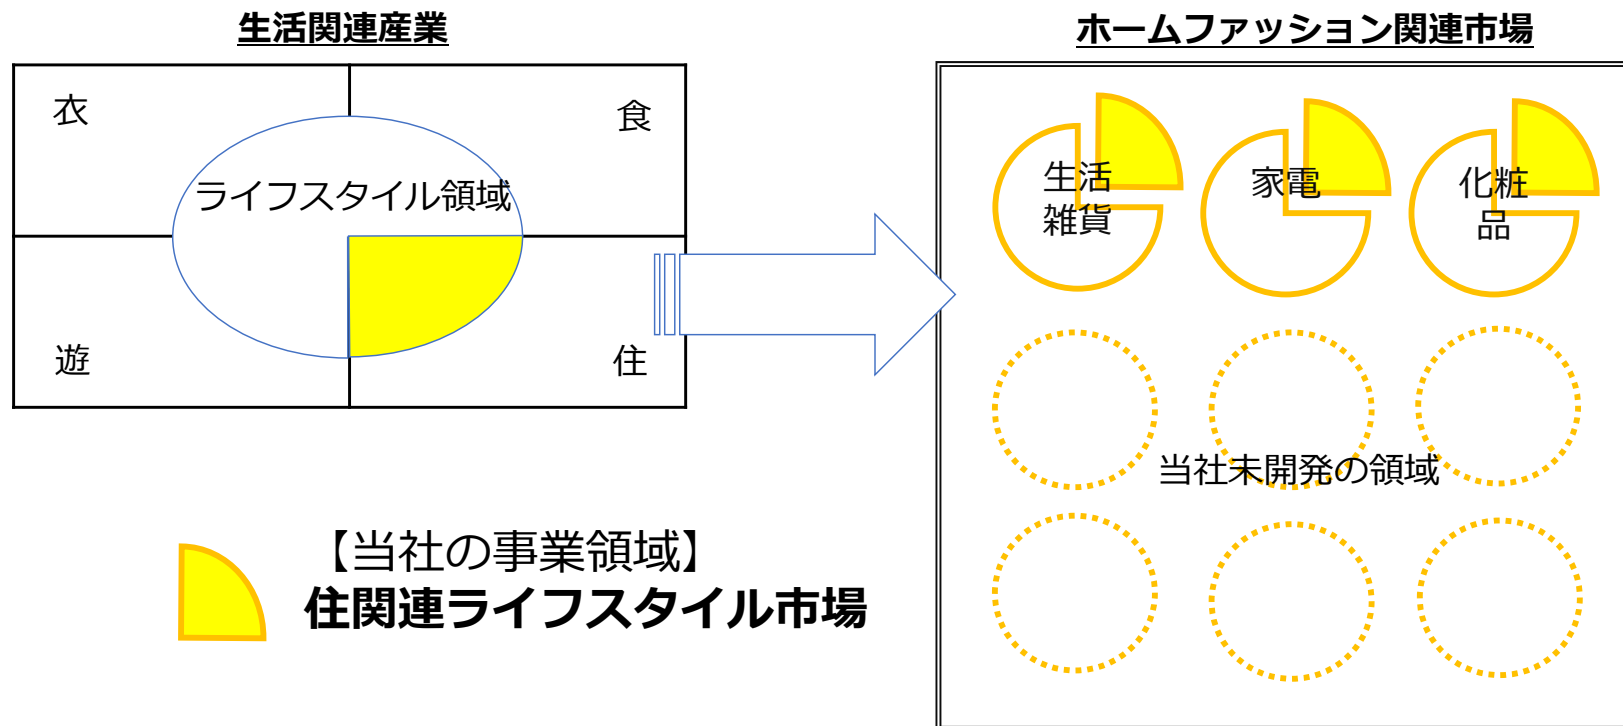 生活関連産業
衣
食
ライフスタイル領域
遊
住
【当社の事業領域】
住関連ライフスタイル市場
ホームファッション関連市場
生活
雑貨
家電
化粧
品
当社未開発の領域